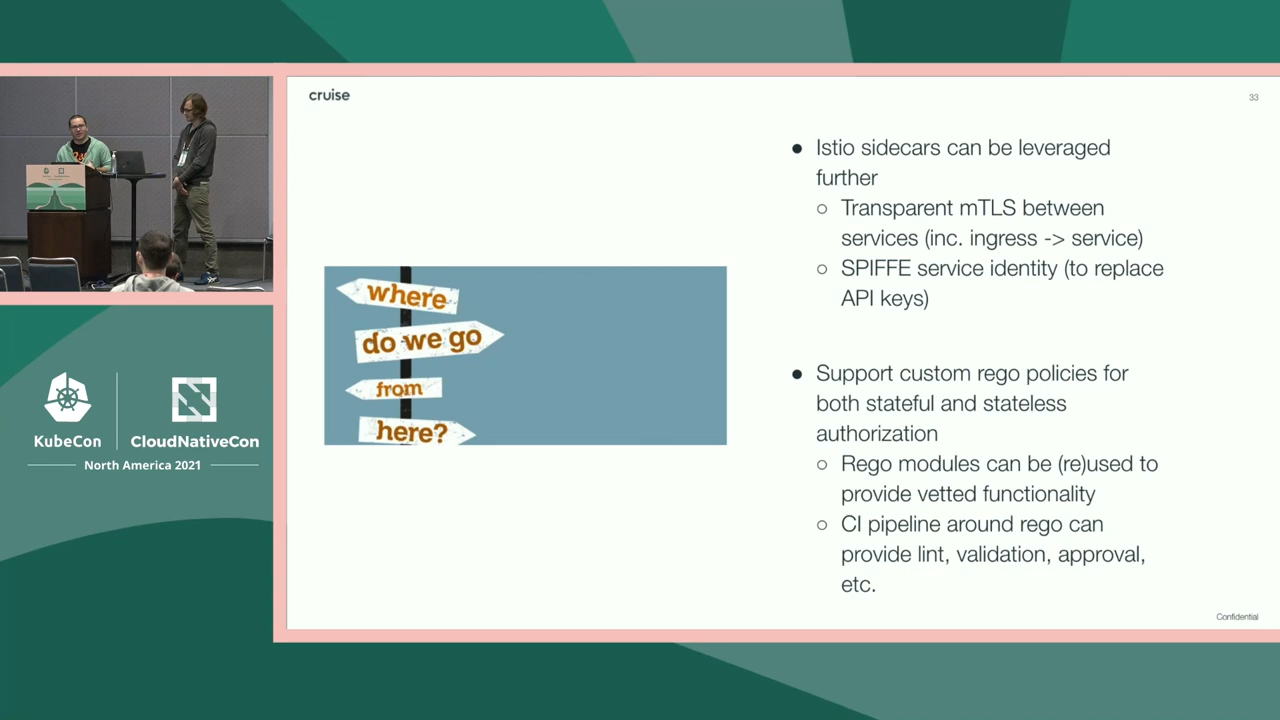 cruise
33
where
do we go
from
here?
● Istio sidecars can be leveraged
further
○ Transparent mTLS between
services (inc. ingress -> service)
○ SPIFFE service identity (to replace
API keys)
● Support custom rego policies for
both stateful and stateless
authorization
○ Rego modules can be (re)used to
provide vetted functionality
○ CI pipeline around rego can
provide lint, validation, approval,
etc.
Confidential
KubeCon
CloudNativeCon
North America 2021